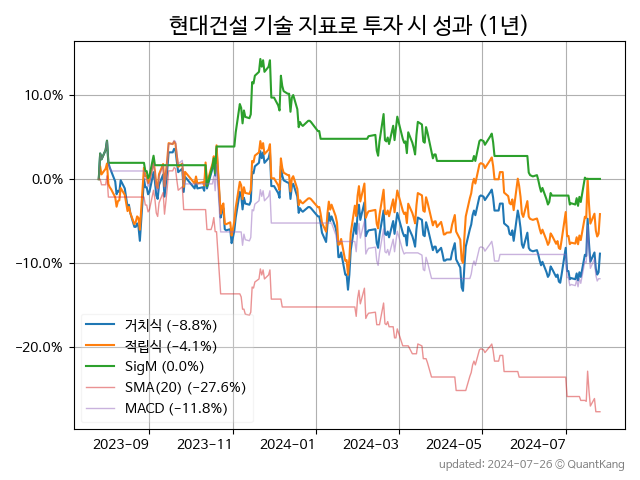 현대건설 기술 지표로 투자 시 성과 (1년)
10.0%
0.0%
−10.0%
−20.0%
거치식 (−8.8%)
적립식 (−4.1%)
SigM (0.0%)
SMA(20) (−27.6%)
MACD (−11.8%)
2023-09 2023-11 2024-01 2024-03 2024-05 2024-07
updated: 2024-07-26 © QuantKang